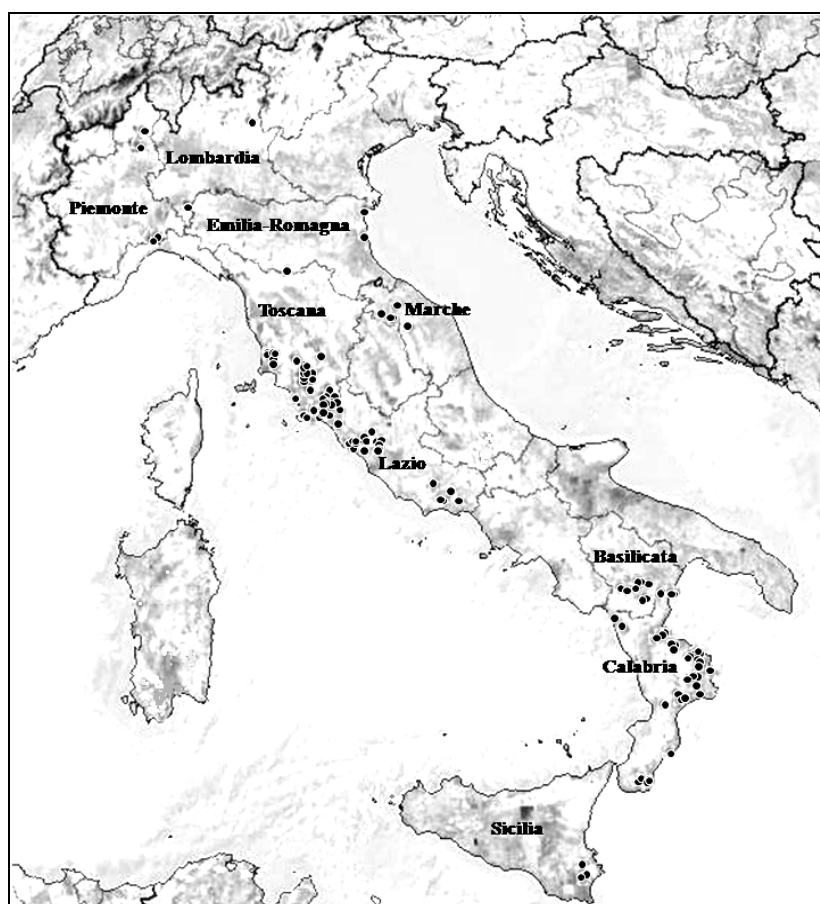 Lombardia
Piemonte
Emilia-Romagna
Toscana
Marche
Lazio
Basilicata
Calabria
Sicilia